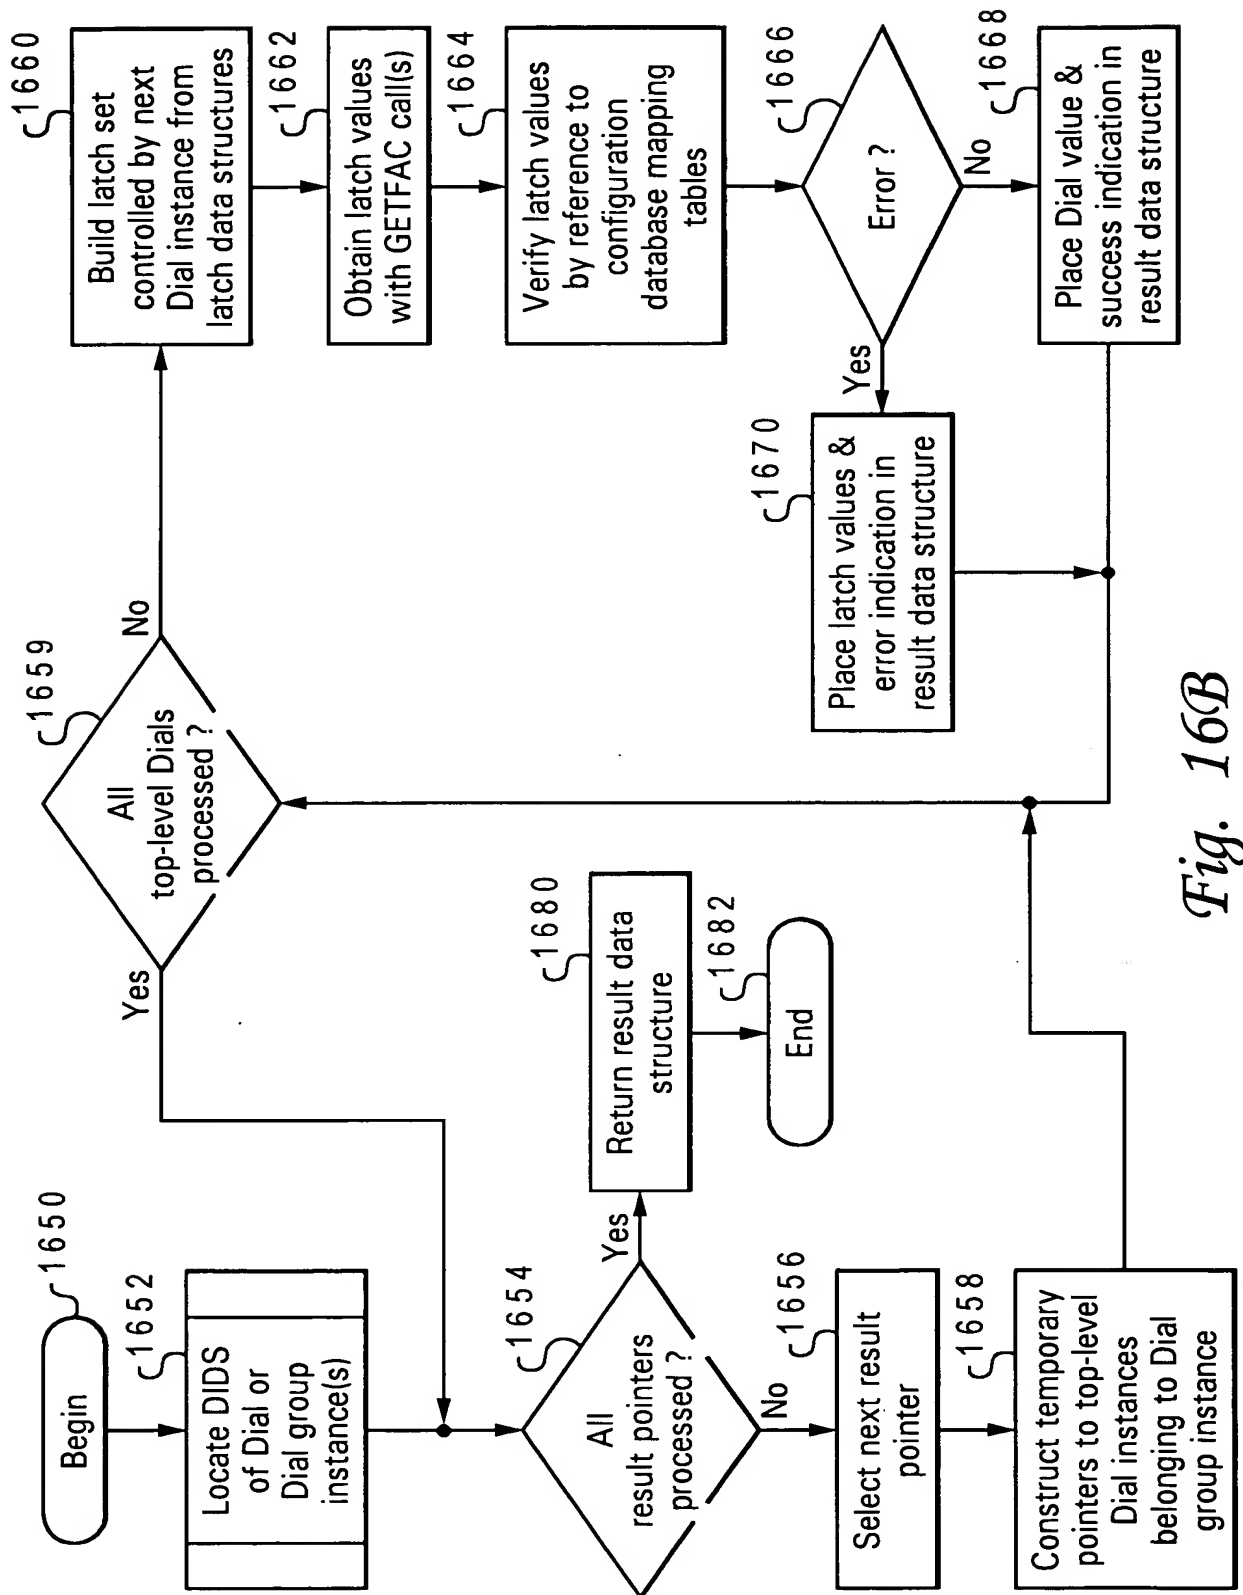 1650
Begin
1652
Locate DIDS
of Dial or
Dial group
instance(s)
1654
All
result pointers
processed ?
Yes
No
1656
Select next result
pointer
1658
Construct temporary
pointers to top-level
Dial instances
belonging to Dial
group instance
1680
Return result data
structure
1682
End
1659
All
top-level Dials
processed ?
Yes
No
1660
Build latch set
controlled by next
Dial instance from
latch data structures
1662
Obtain latch values
with GETFAC call(s)
1664
Verify latch values
by reference to
configuration
database mapping
tables
1666
Error ?
Yes
No
1670
Place latch values &
error indication in
result data structure
1668
Place Dial value &
success indication in
result data structure
Fig. 16B